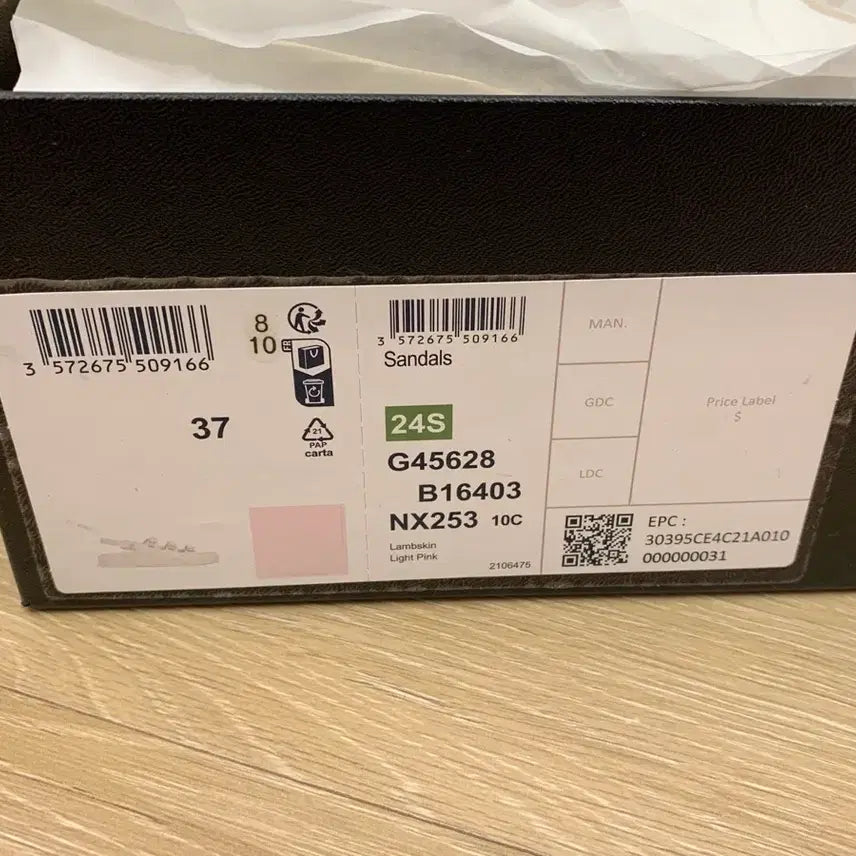 3 572675 509166
8
10
FR
37
21
PAP
carta
3 572675 509166
Sandals
24S
G45628
B16403
NX253 10C
Lambskin
Light Pink
2106475
MAN.
GDC
LDC
Price Label
$
EPC :
30395CE4C21A010
000000031